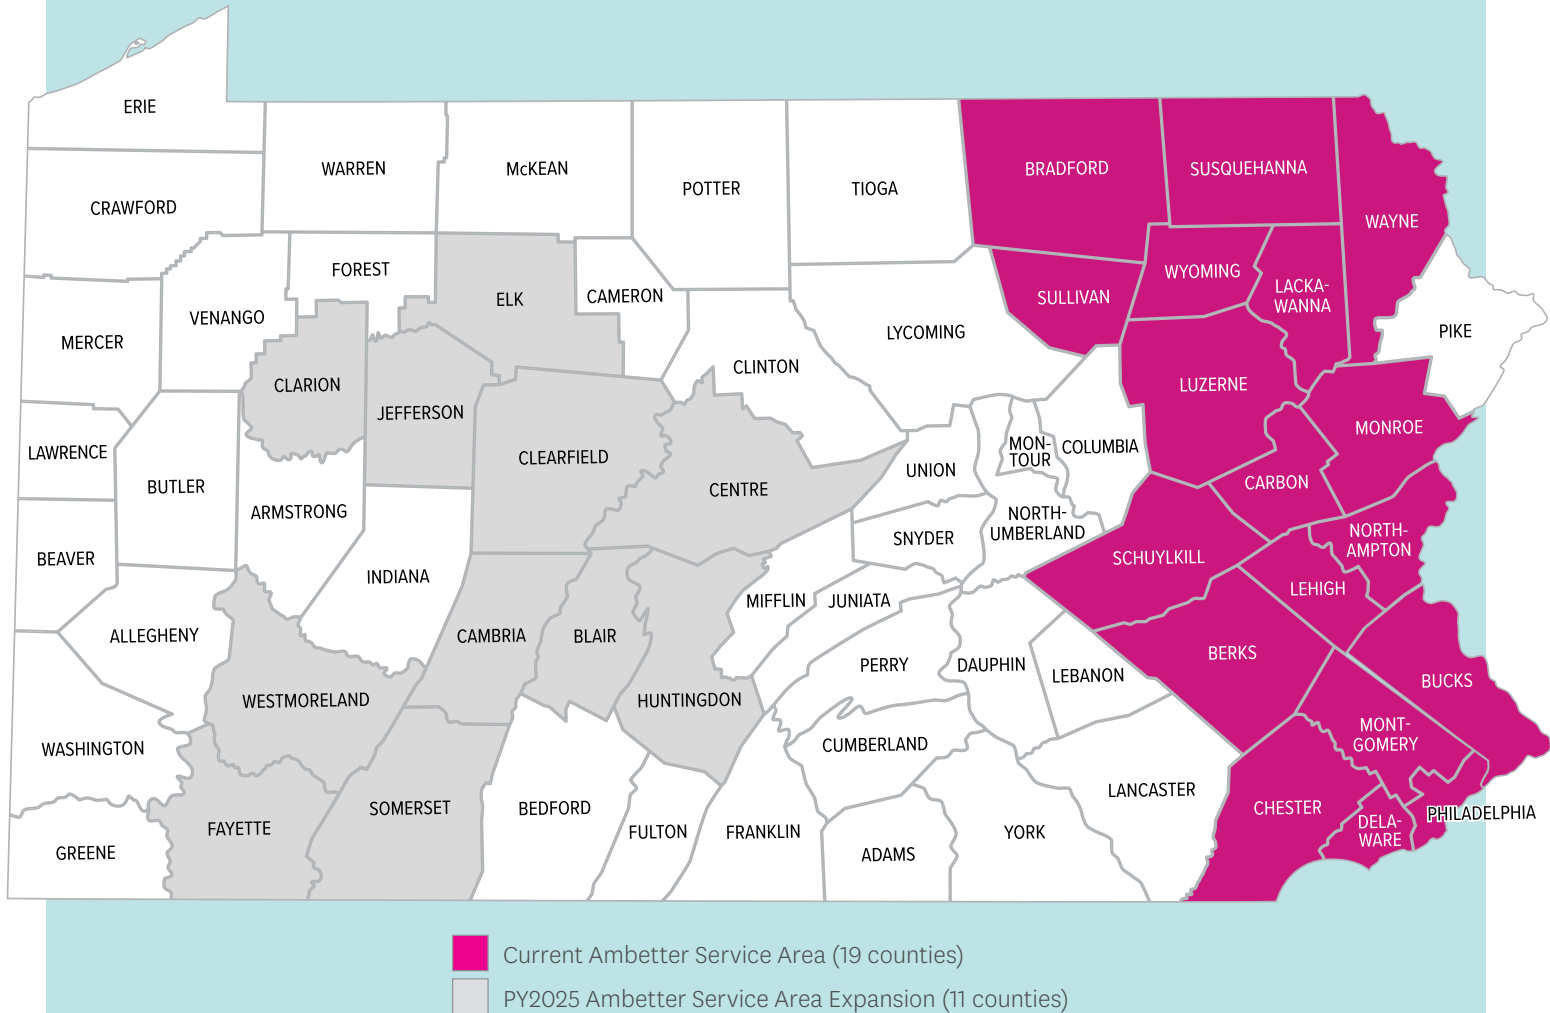 ERIE
WARREN
McKEAN
POTTER
TIOGA
BRADFORD
SUSQUEHANNA
WAYNE
CRAWFORD
FOREST
ELK
CAMERON
SULLIVAN
WYOMING
LACKA-
WANNA
PIKE
MERCER
VENANGO
CLARION
JEFFERSON
CLINTON
LYCOMING
LUZERNE
MONROE
LAWRENCE
BUTLER
ARMSTRONG
CLEARFIELD
CENTRE
UNION
MON-
TOUR
COLUMBIA
CARBON
BEAVER
INDIANA
SNYDER
NORTH-
UMBERLAND
SCHUYLKILL
NORTH-
AMPTON
LEHIGH
ALLEGHENY
CAMBRIA
BLAIR
MIFFLIN
JUNIATA
BERKS
WESTMORELAND
HUNTINGDON
PERRY
DAUPHIN
LEBANON
BUCKS
WASHINGTON
CUMBERLAND
MONT-
GOMERY
GREENE
FAYETTE
SOMERSET
BEDFORD
FULTON
FRANKLIN
ADAMS
YORK
LANCASTER
CHESTER
DELA-
WARE
PHILADELPHIA
Current Ambetter Service Area (19 counties)
PY2025 Ambetter Service Area Expansion (11 counties)